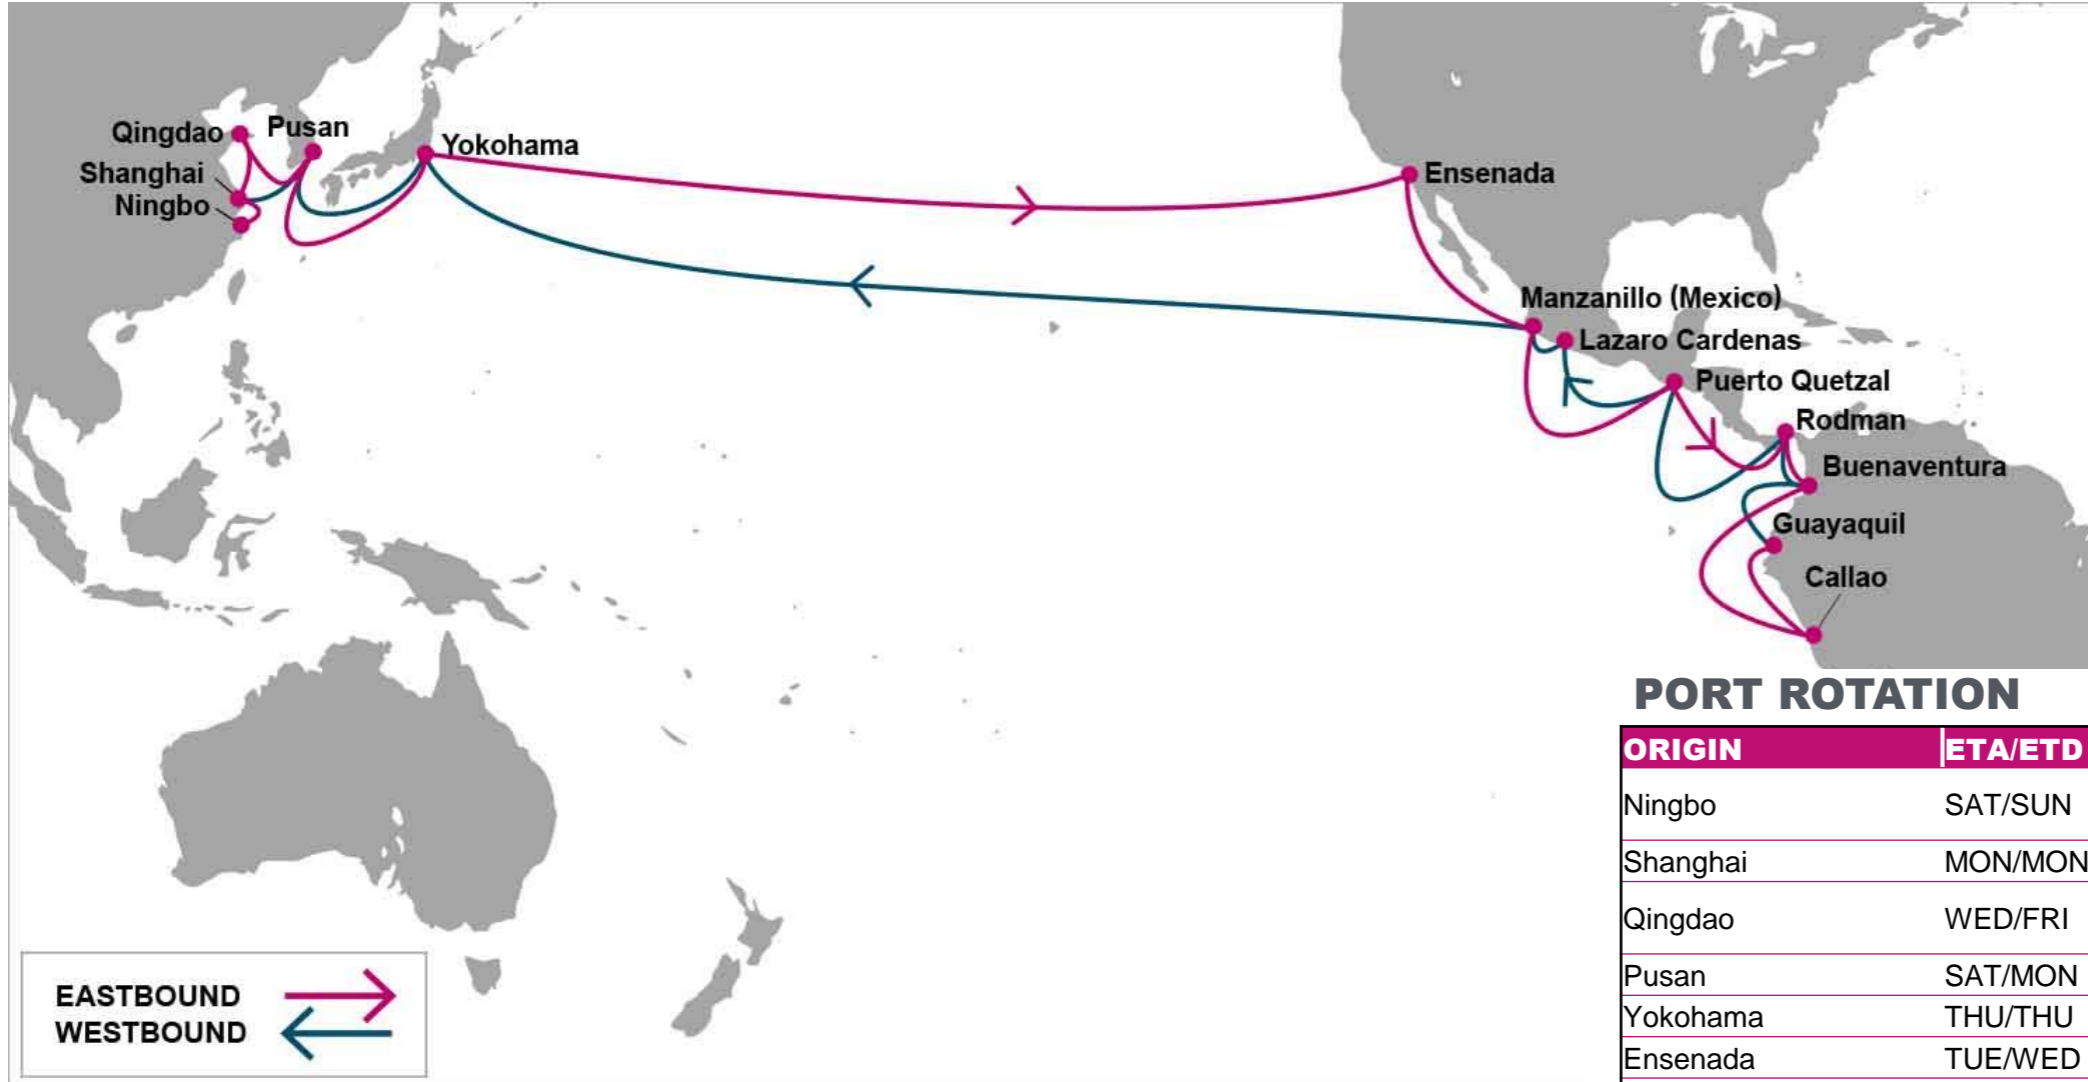 Qingdao
Pusan
Yokohama
Shanghai
Ningbo
Ensenada
Manzanillo (Mexico)
Lazaro Cardenas
Puerto Quetzal
Rodman
Buenaventura
Guayaquil
Callao
PORT ROTATION
ORIGIN ETA/ETD
Ningbo SAT/SUN
Shanghai MON/MON
Qingdao WED/FRI
Pusan SAT/MON
Yokohama THU/THU
Ensenada TUE/WED
EASTBOUND
WESTBOUND